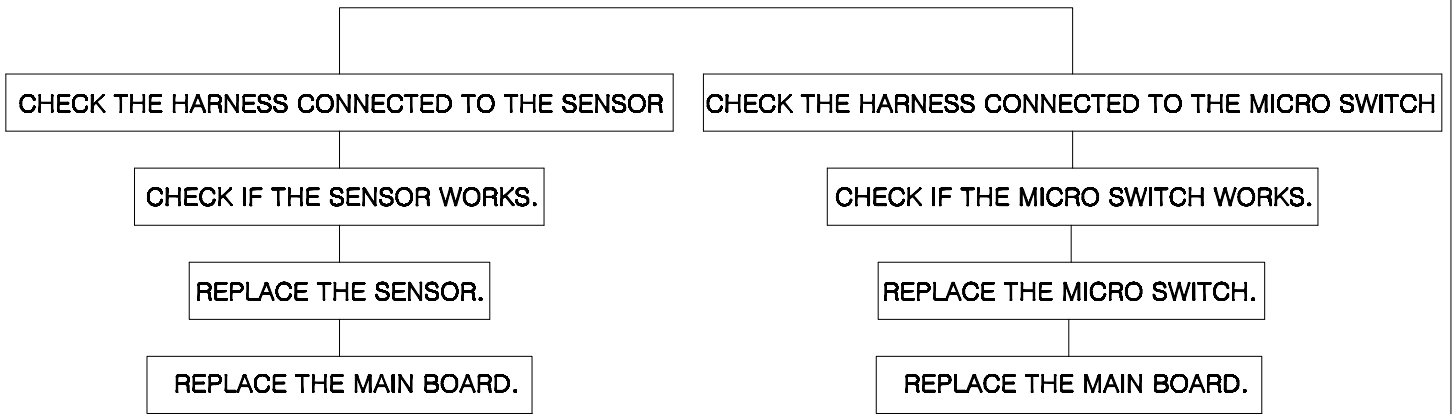 CHECK THE HARNESS CONNECTED TO THE SENSOR
CHECK IF THE SENSOR WORKS.
REPLACE THE SENSOR.
REPLACE THE MAIN BOARD.
CHECK THE HARNESS CONNECTED TO THE MICRO SWITCH
CHECK IF THE MICRO SWITCH WORKS.
REPLACE THE MICRO SWITCH.
REPLACE THE MAIN BOARD.